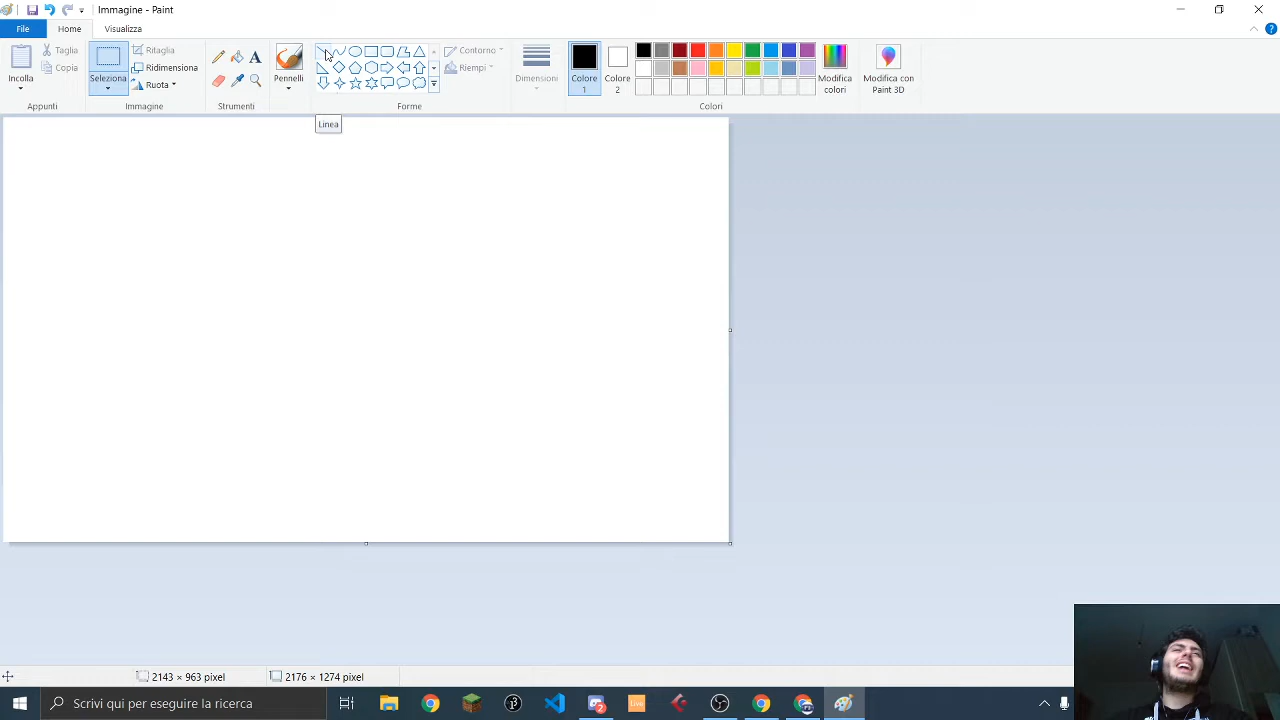 Immagine - Paint
File
Home
Visualizza
Incolla
Taglia
Copia
Appunti
Seleziona
Ritaglia
Ridimensiona
Ruota
Immagine
A
Strumenti
Pennelli
Forme
Contorno
Riempi
Dimensioni
Colore 1
Colore 2
Modifica colori
Colori
Modifica con Paint 3D
Linea
2143 × 963 pixel
2176 × 1274 pixel
Scrivi qui per eseguire la ricerca
2
Live